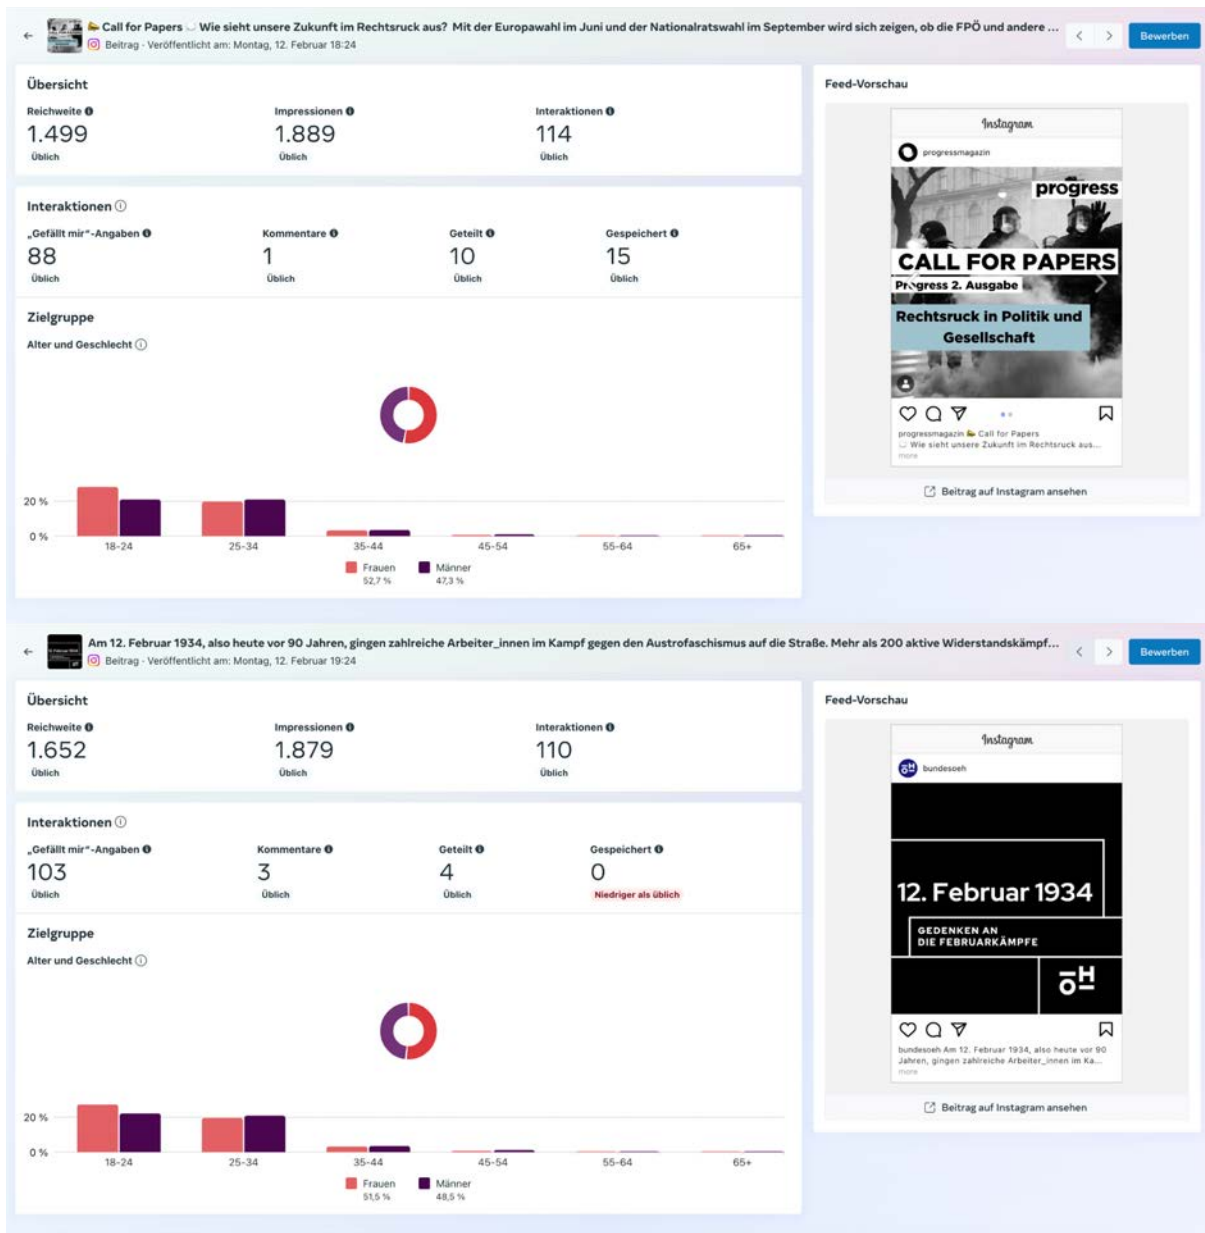 Call for Papers Wie sieht unsere Zukunft im Rechtsruck aus? Mit der Europawahl im Juni und der Nationalratswahl im September wird sich zeigen, ob die FPÖ und andere ...
Beitrag · Veröffentlicht am: Montag, 12. Februar 18:24
Bewerben
Übersicht
Reichweite
Impressionen
Interaktionen
1.499
1.889
114
Üblich
Üblich
Üblich
Interaktionen
„Gefällt mir“-Angaben
Kommentare
Geteilt
Gespeichert
88
1
10
15
Üblich
Üblich
Üblich
Üblich
Zielgruppe
Alter und Geschlecht
20 %
0 %
18-24
25-34
35-44
45-54
55-64
65+
Frauen
52,7 %
Männer
47,3 %
Feed-Vorschau
Instagram
progressmagazin
progress
CALL FOR PAPERS
Progress 2. Ausgabe
Rechtsruck in Politik und
Gesellschaft
progressmagazin Call for Papers
Wie sieht unsere Zukunft im Rechtsruck aus...
more
Beitrag auf Instagram ansehen
Am 12. Februar 1934, also heute vor 90 Jahren, gingen zahlreiche Arbeiter_innen im Kampf gegen den Austrofaschismus auf die Straße. Mehr als 200 aktive Widerstandskämpf...
Beitrag · Veröffentlicht am: Montag, 12. Februar 19:24
Bewerben
Übersicht
Reichweite
Impressionen
Interaktionen
1.652
1.879
110
Üblich
Üblich
Üblich
Interaktionen
„Gefällt mir“-Angaben
Kommentare
Geteilt
Gespeichert
103
3
4
0
Üblich
Üblich
Üblich
Niedriger als üblich
Zielgruppe
Alter und Geschlecht
20 %
0 %
18-24
25-34
35-44
45-54
55-64
65+
Frauen
51,5 %
Männer
48,5 %
Feed-Vorschau
Instagram
bundesoeh
12. Februar 1934
GEDENKEN AN
DIE FEBRUARKÄMPFE
ōH
bundesoeh Am 12. Februar 1934, also heute vor 90
Jahren, gingen zahlreiche Arbeiter_innen im Ka...
more
Beitrag auf Instagram ansehen